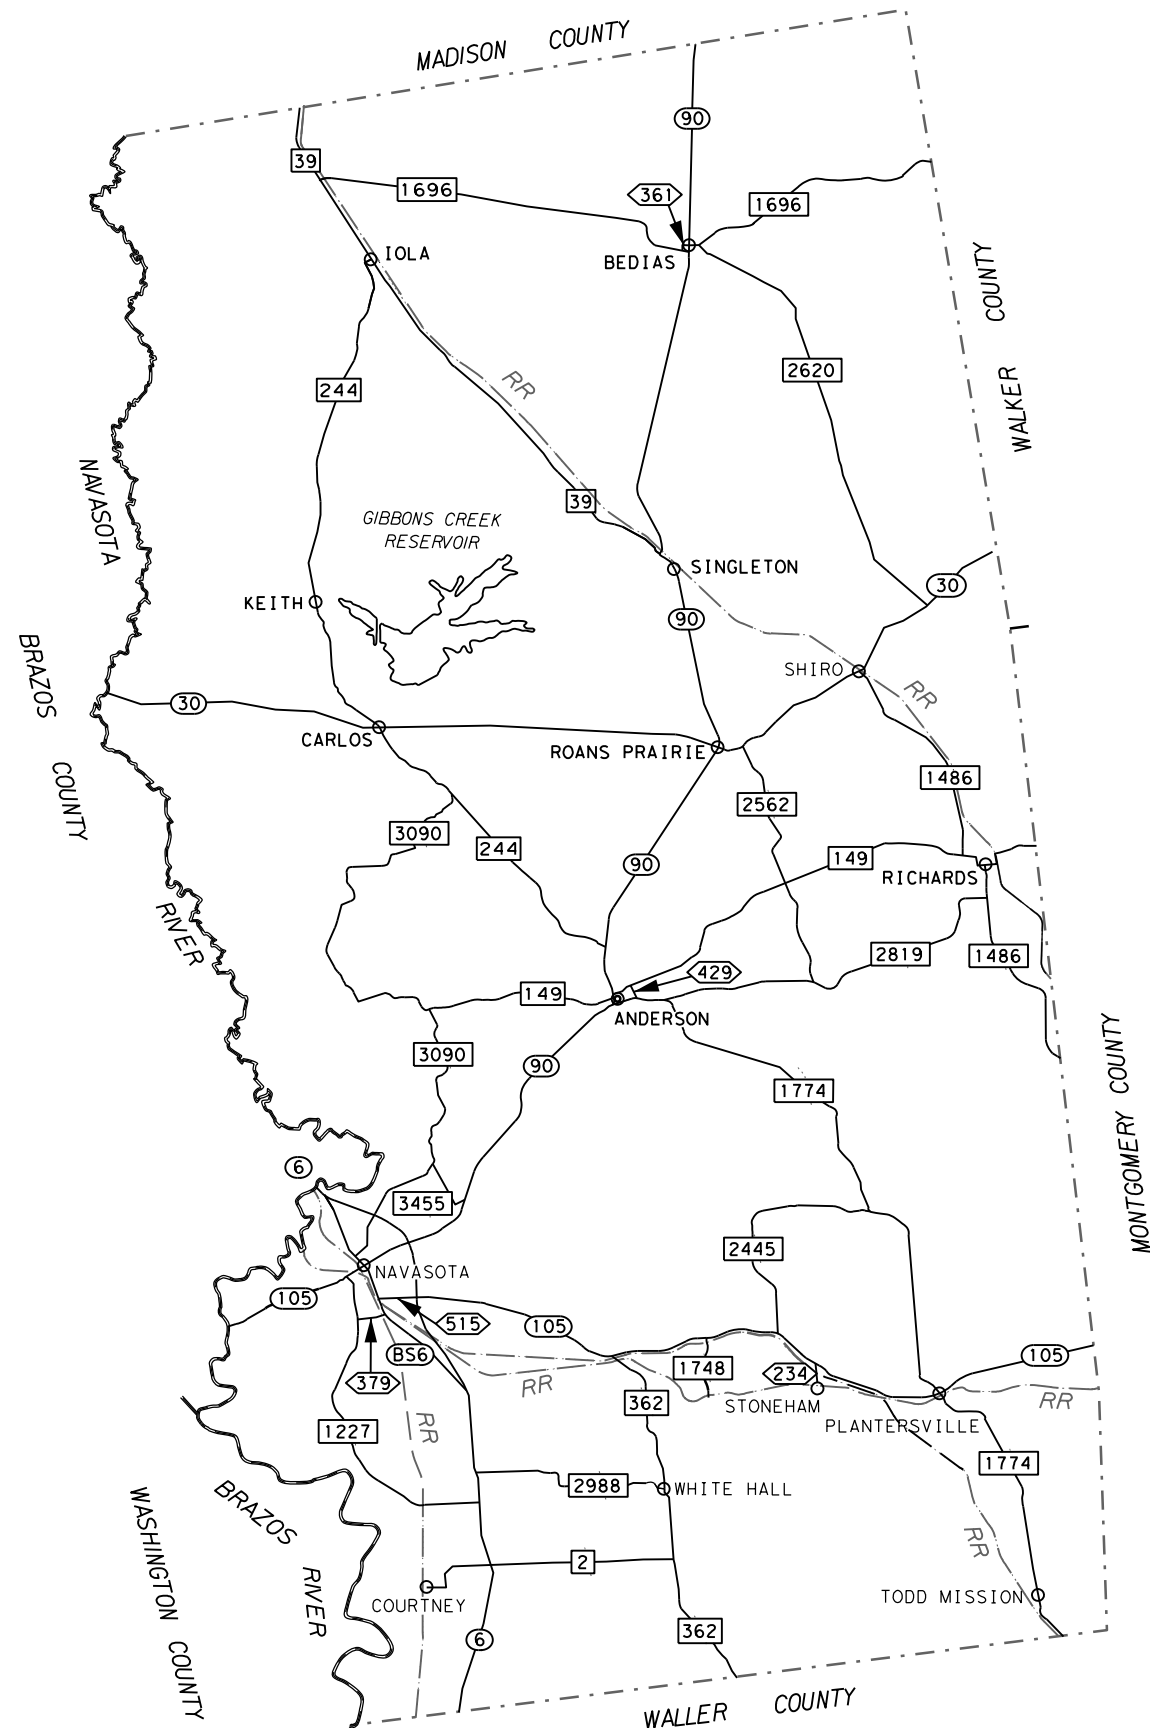 MADISON COUNTY
90
39
1696
361
1696
IOLA
BEDIAS
WALKER COUNTY
2620
RR
244
NAVASOTA
39
GIBBONS CREEK
RESERVOIR
SINGLETON
30
KEITH
90
BRAZOS COUNTY
SHIRO
RR
30
CARLOS
ROANS PRAIRIE
1486
2562
3090
244
90
149
RICHARDS
RIVER
2819
1486
429
149
ANDERSON
3090
90
1774
MONTGOMERY COUNTY
6
3455
2445
NAVASOTA
105
515
105
BS6
105
1748
234
379
RR
362
STONEHAM
RR
PLANTERSVILLE
1227
RR
1774
2988
WHITE HALL
BRAZOS RIVER
WASHINGTON COUNTY
RR
2
COURTNEY
TODD MISSION
6
362
WALLER COUNTY